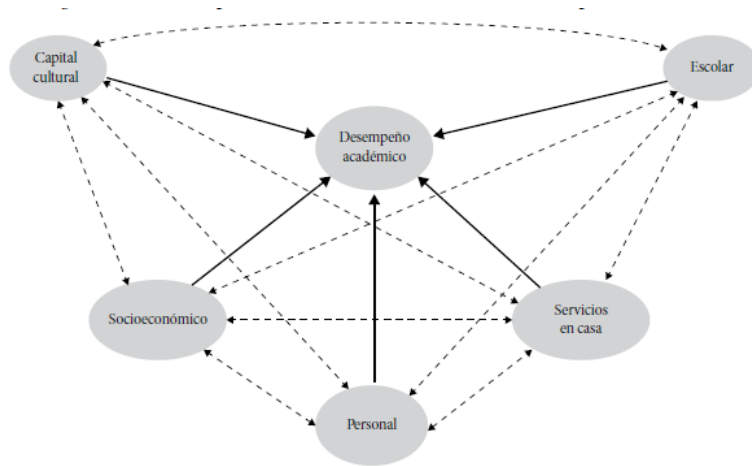 Capital
cultural
Escolar
Desempeño
académico
Socioeconómico
Servicios
en casa
Personal